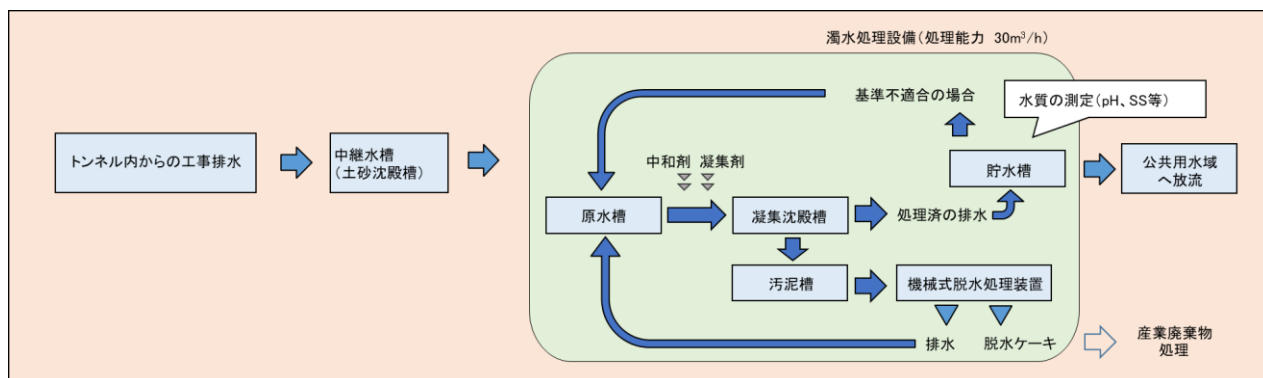 濁水処理設備(処理能力 30m³/h)
基準不適合の場合
水質の測定(pH、SS等)
トンネル内からの工事排水
中継水槽
(土砂沈殿槽)
中和剤 凝集剤
貯水槽
公共用水域
へ放流
原水槽
凝集沈殿槽
処理済の排水
汚泥槽
機械式脱水処理装置
排水
脱水ケーキ
産業廃棄物
処理